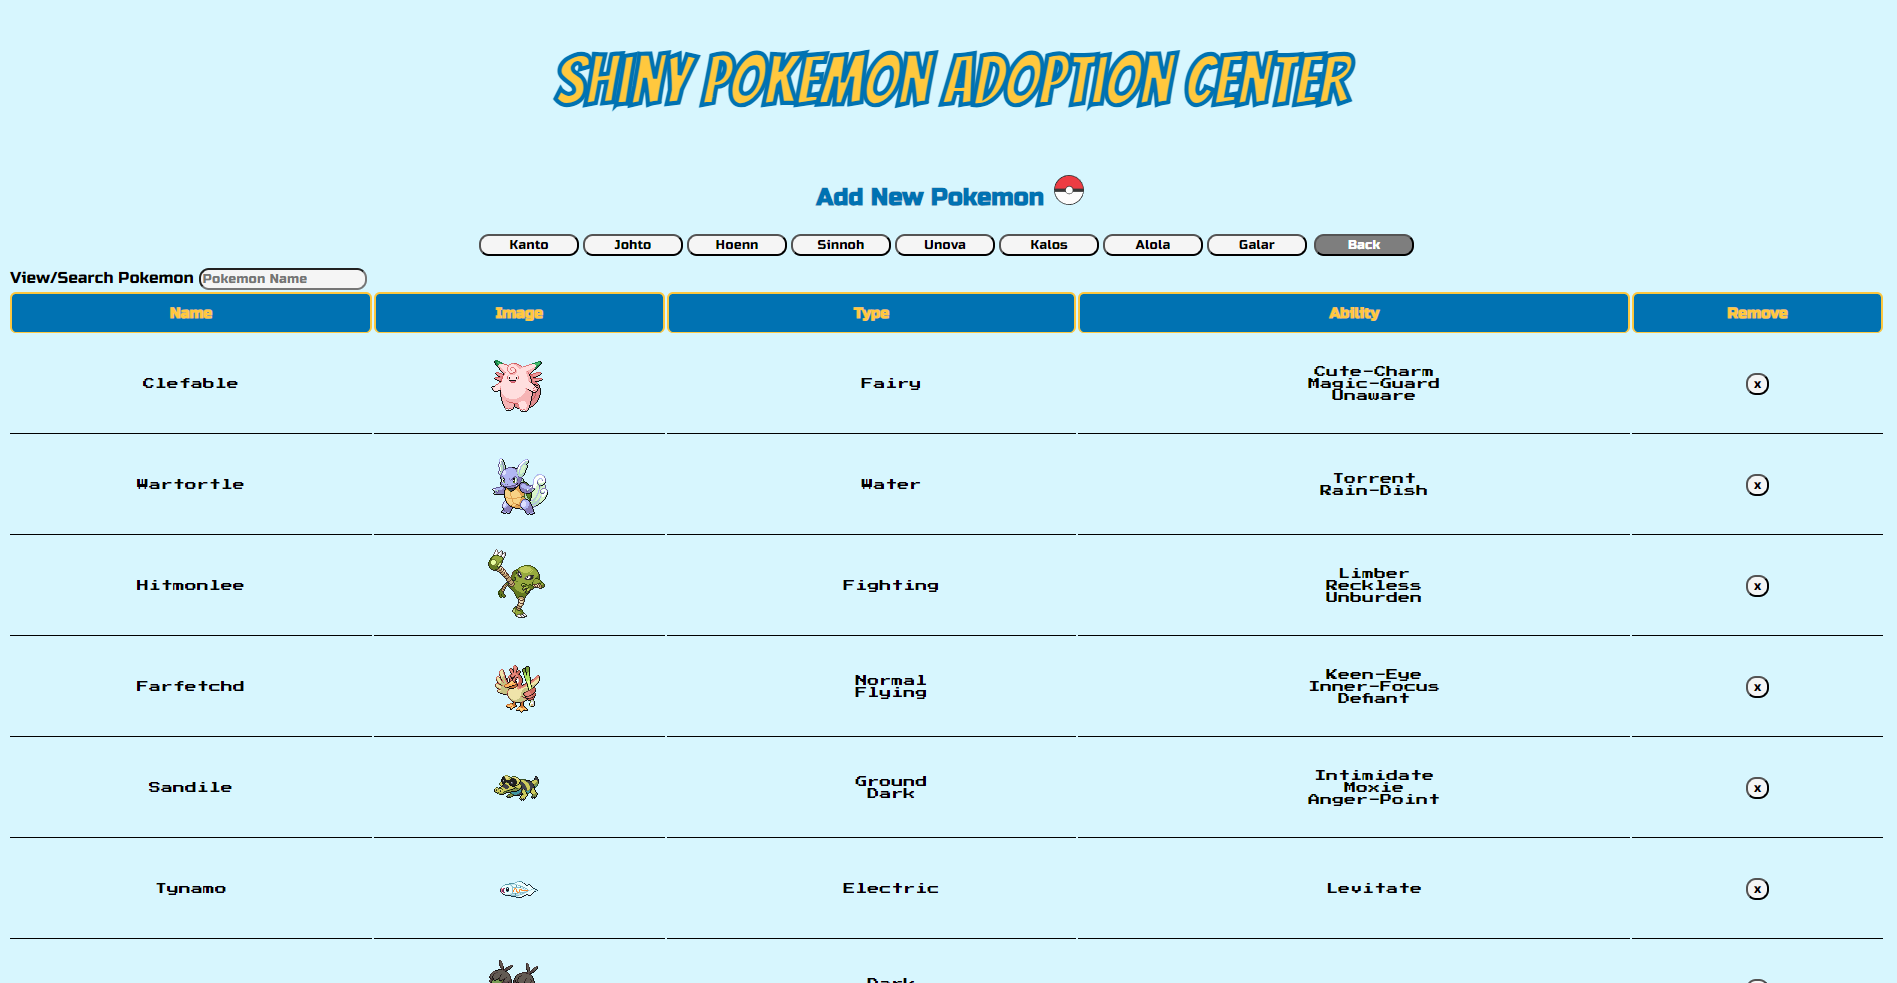 SHINY POKEMON ADOPTION CENTER
Add New Pokemon
Kanto Johto Hoenn Sinnoh Unova Kalos Alola Galar Back
View/Search Pokemon Pokemon Name
Name Image Type Ability Remove
Clefable Fairy Cute-Charm
Magic-Guard
Unaware
x
Wartortle Water Torrent
Rain-Dish
x
Hitmonlee Fighting Limber
Reckless
Unburden
x
Farfetchd Normal
Flying
Keen-Eye
Inner-Focus
Defiant
x
Sandile Ground
Dark
Intimidate
Moxie
Anger-Point
x
Tynamo Electric Levitate x
Dark